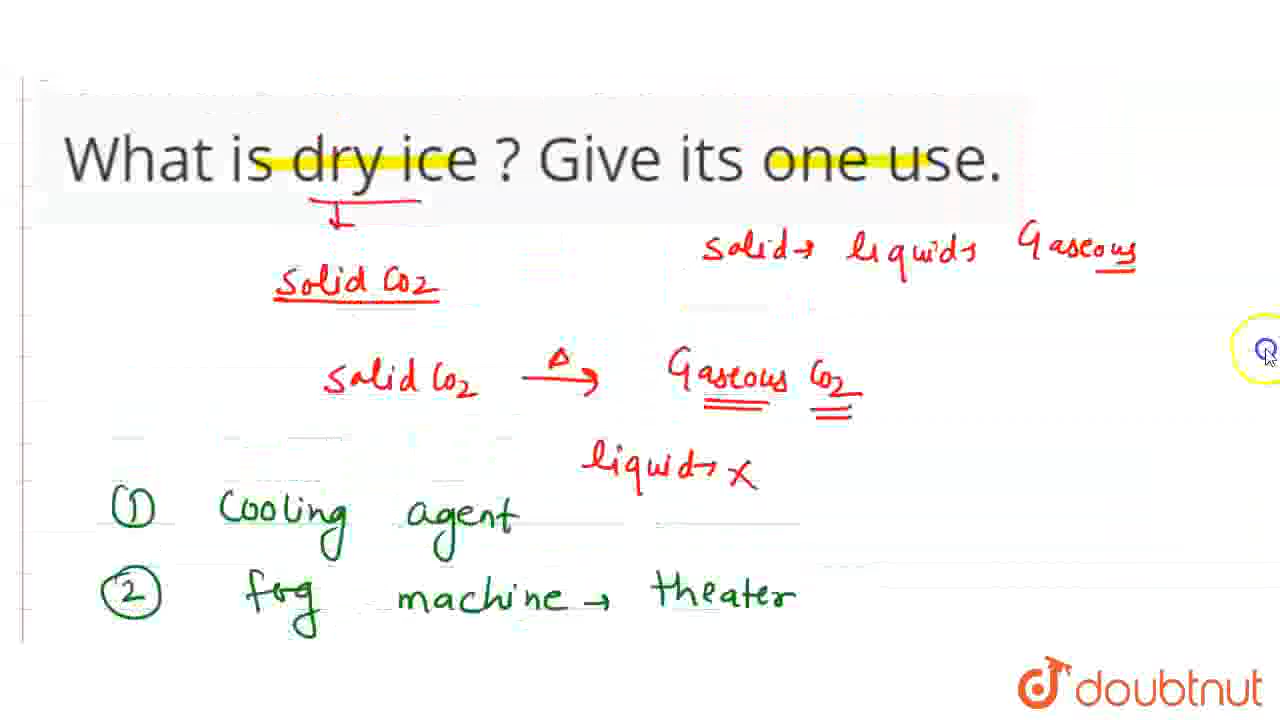 What is dry ice ? Give its one use.
Solid → liquid → Gaseous
Solid CO2
Solid CO2 Δ→ Gaseous CO2
liquid → X
① Cooling agent
② fog machine → theater
doubtnut